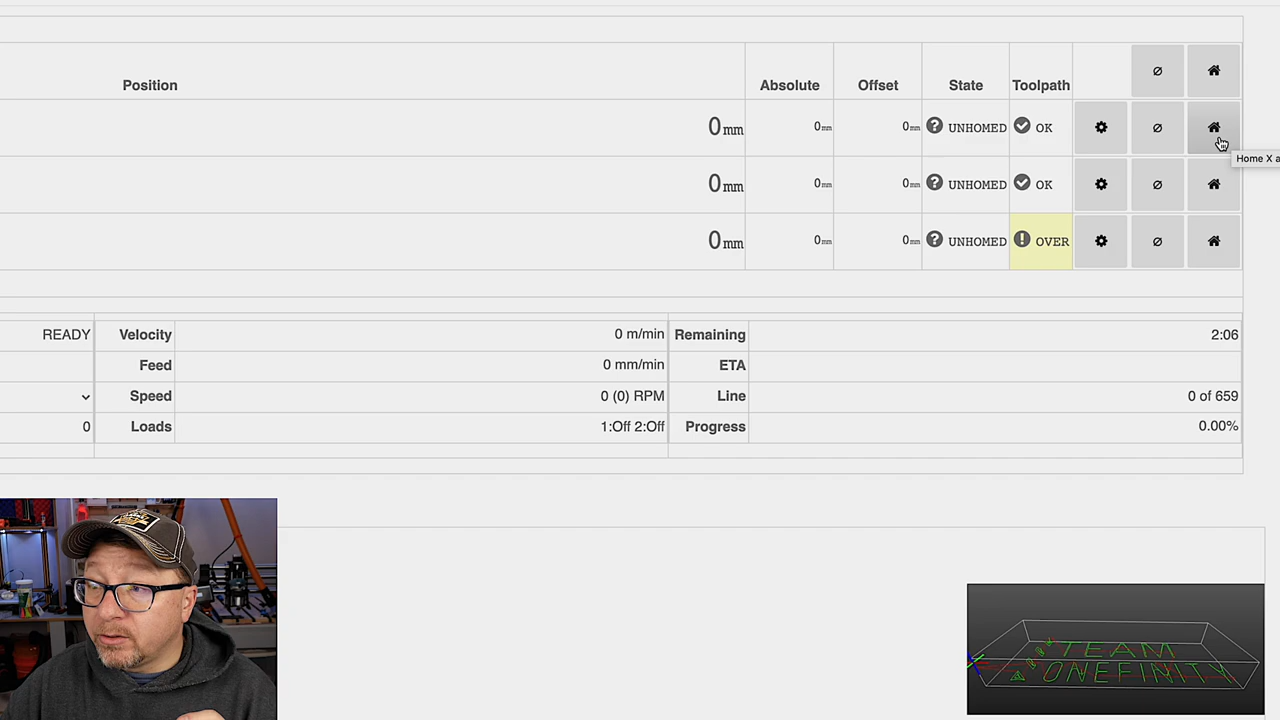 Position Absolute Offset State Toolpath
0mm 0mm 0mm UNHOMED OK
Home X a
0mm 0mm 0mm UNHOMED OK
0mm 0mm 0mm UNHOMED OVER
READY Velocity 0 m/min Remaining 2:06
Feed 0 mm/min ETA
Speed 0 (0) RPM Line 0 of 659
0 Loads 1:Off 2:Off Progress 0.00%
TEAM
ONEFINITY